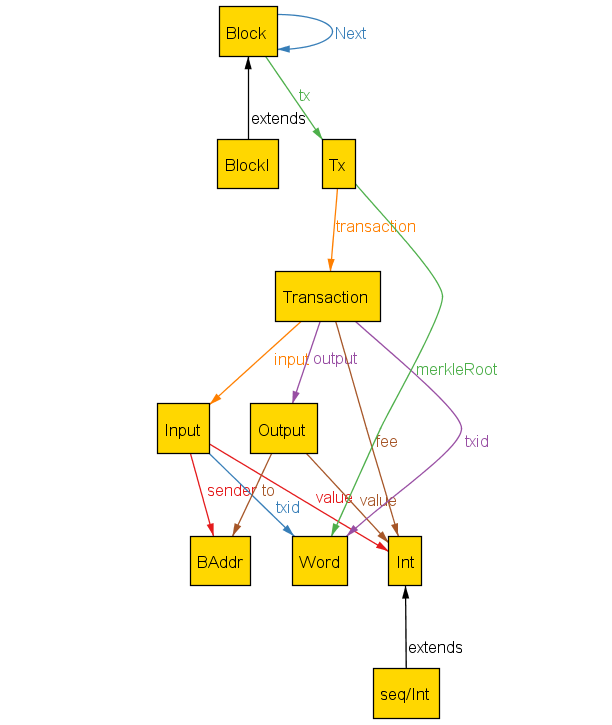 Block
Next
tx
extends
BlockI
Tx
transaction
Transaction
input
output
merkleRoot
Input
Output
fee
txid
sender
to
txid
value
value
BAddr
Word
Int
extends
seq/Int